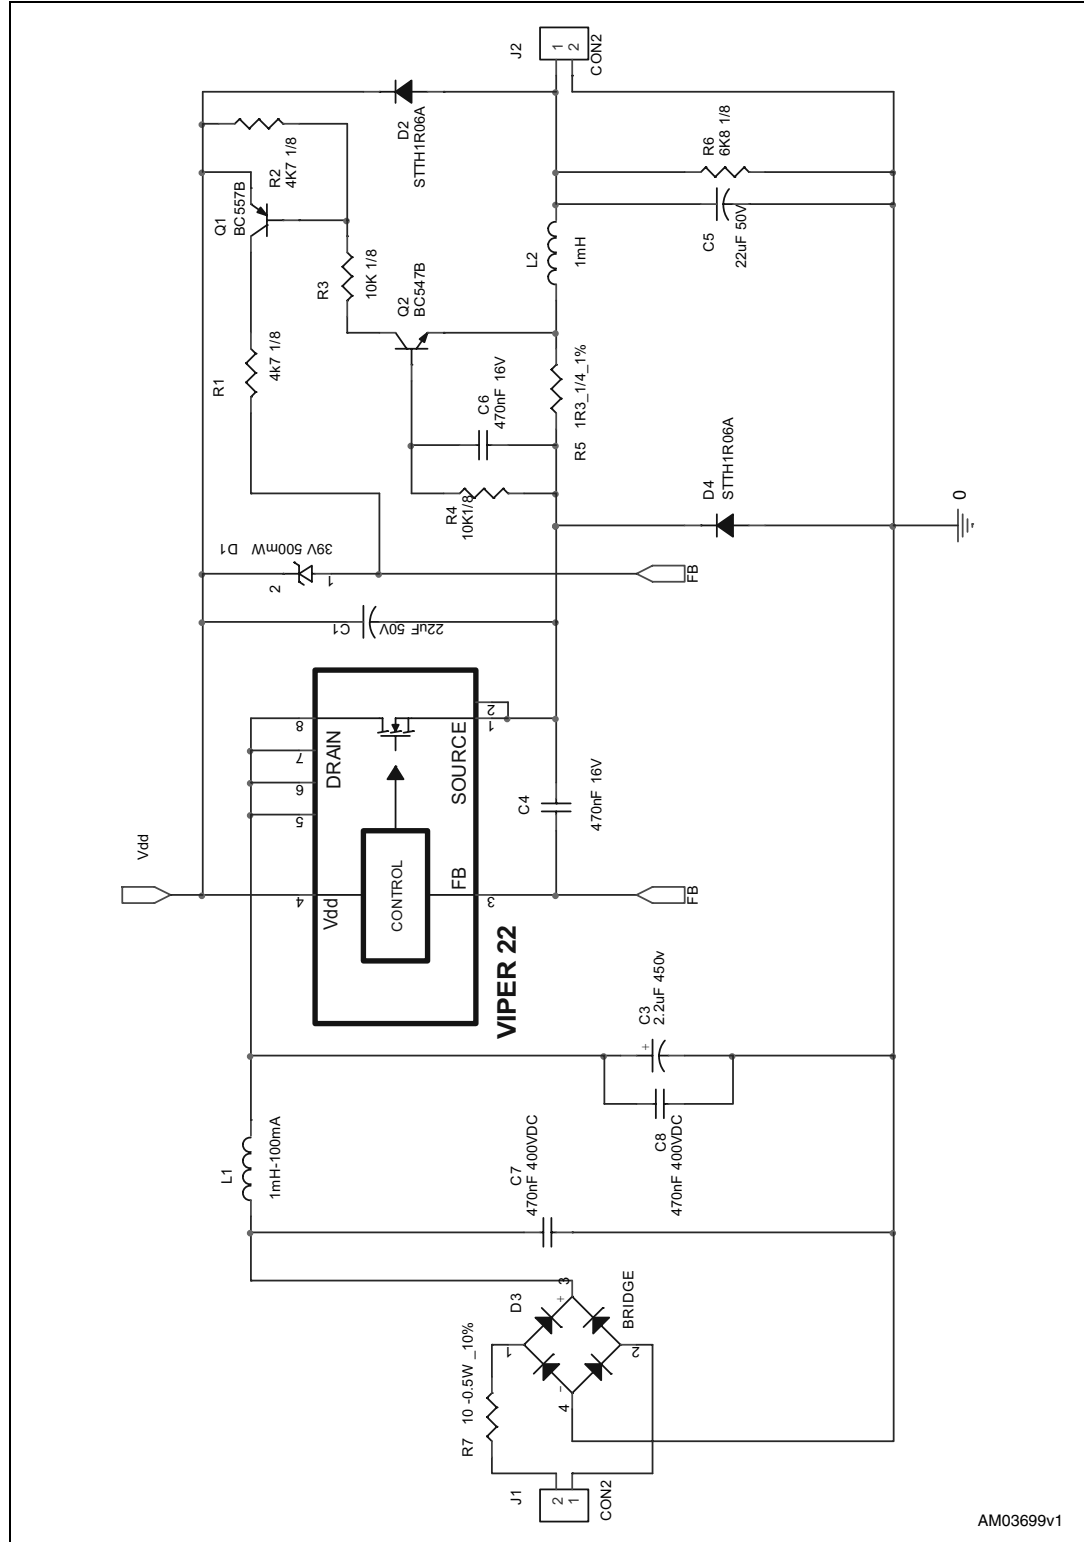 J2
1
2
CON2
D2
STTH1R06A
R2
4K7 1/8
Q1
BC557B
R3
10K 1/8
Q2
BC547B
R1
4k7 1/8
L2
1mH
R6
6K8 1/8
C5
22uF 50V
C6
470nF 16V
R5 1R3_1/4_1%
R4
10K1/8
D4
STTH1R06A
0
D1
39V 500mW
2
1
FB
C1
22uF 50V
8
7
6
5
DRAIN
SOURCE
2
1
Vdd
4
Vdd
CONTROL
FB
3
VIPER 22
C4
470nF 16V
FB
C3
2.2uF 450v
+
C8
470nF 400VDC
L1
1mH-100mA
C7
470nF 400VDC
D3
BRIDGE
3
+
1
2
-
4
R7 10 -0.5W _10%
J1
2
1
CON2
AM03699v1